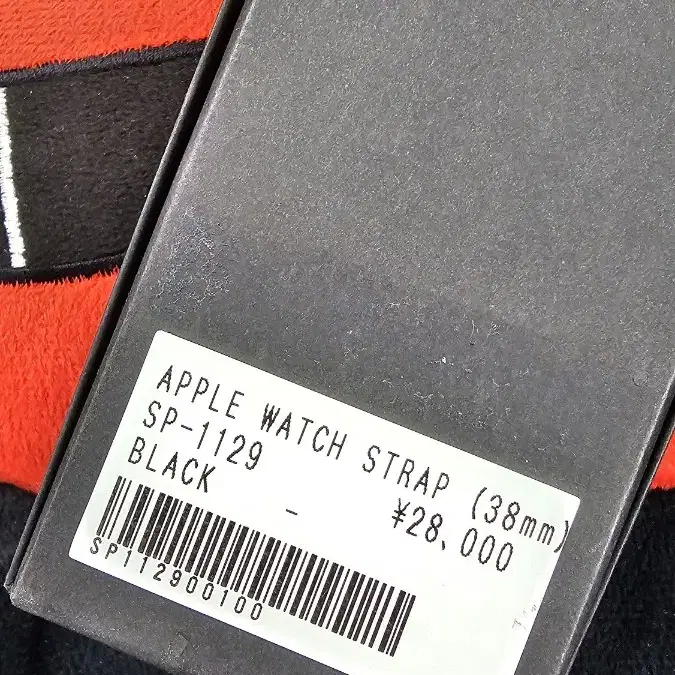 APPLE WATCH STRAP (38mm)
SP-1129
BLACK
- ¥28,000
SP112900100